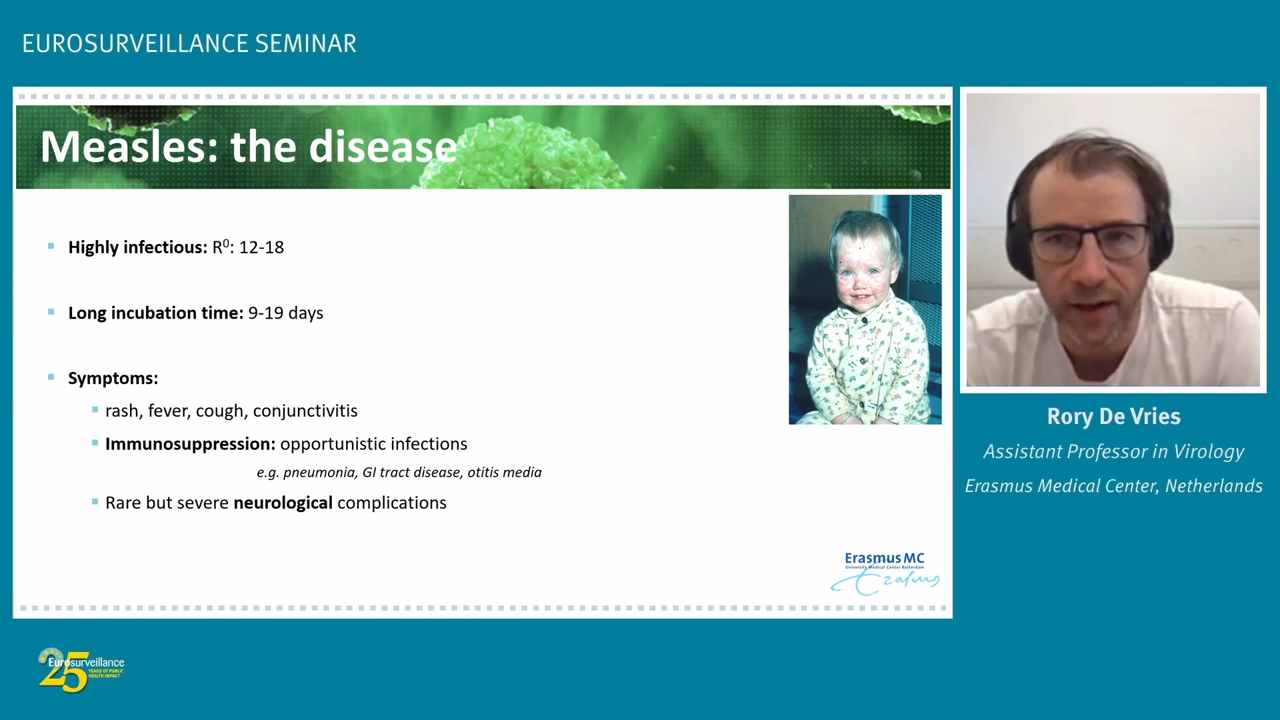 EUROSURVEILLANCE SEMINAR
Measles: the disease
Highly infectious: R⁰: 12-18
Long incubation time: 9-19 days
Symptoms:
rash, fever, cough, conjunctivitis
Immunosuppression: opportunistic infections
e.g. pneumonia, GI tract disease, otitis media
Rare but severe neurological complications
Erasmus MC
University Medical Center Rotterdam
Erasmus
Rory De Vries
Assistant Professor in Virology
Erasmus Medical Center, Netherlands
25
Eurosurveillance
YEARS OF PUBLIC
HEALTH IMPACT